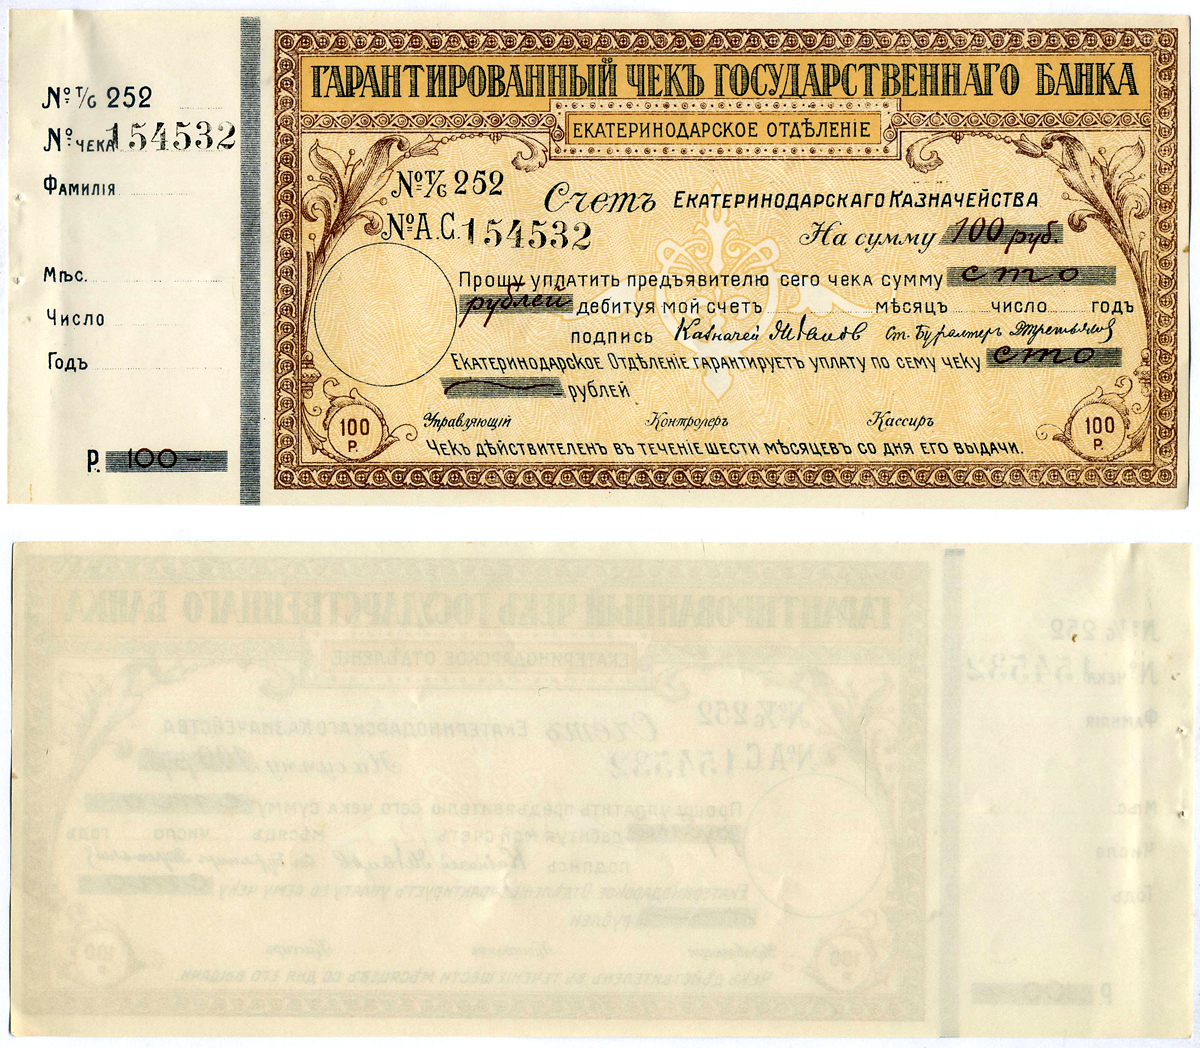 № Т/Б 252
№ ЧЕКА 154532
ФАМИЛІЯ
МѢС.
ЧИСЛО
ГОДЪ
Р. 100 —
ГАРАНТИРОВАННЫЙ ЧЕКЪ ГОСУДАРСТВЕННАГО БАНКА
ЕКАТЕРИНОДАРСКОЕ ОТДѢЛЕНІЕ
№ Т/Б 252
Счетъ ЕКАТЕРИНОДАРСКАГО КАЗНАЧЕЙСТВА
№ А.С. 154532
На сумму 100 руб.
ПРОШУ УПЛАТИТЬ ПРЕДЪЯВИТЕЛЮ СЕГО ЧЕКА СУММУ сто
рублей ДЕБИТУЯ МОЙ СЧЕТЪ МѢСЯЦЪ ЧИСЛО ГОДЪ
ПОДПИСЬ Казначей Ст. Бухгалтеръ
ЕКАТЕРИНОДАРСКОЕ ОТДѢЛЕНІЕ ГАРАНТИРУЕТЪ УПЛАТУ ПО СЕМУ ЧЕКУ сто
РУБЛЕЙ
Управляющій Контролеръ Кассиръ
100 Р.
100 Р.
ЧЕКЪ ДѢЙСТВИТЕЛЕНЪ ВЪ ТЕЧЕНІЕ ШЕСТИ МѢСЯЦЕВЪ СО ДНЯ ЕГО ВЫДАЧИ.